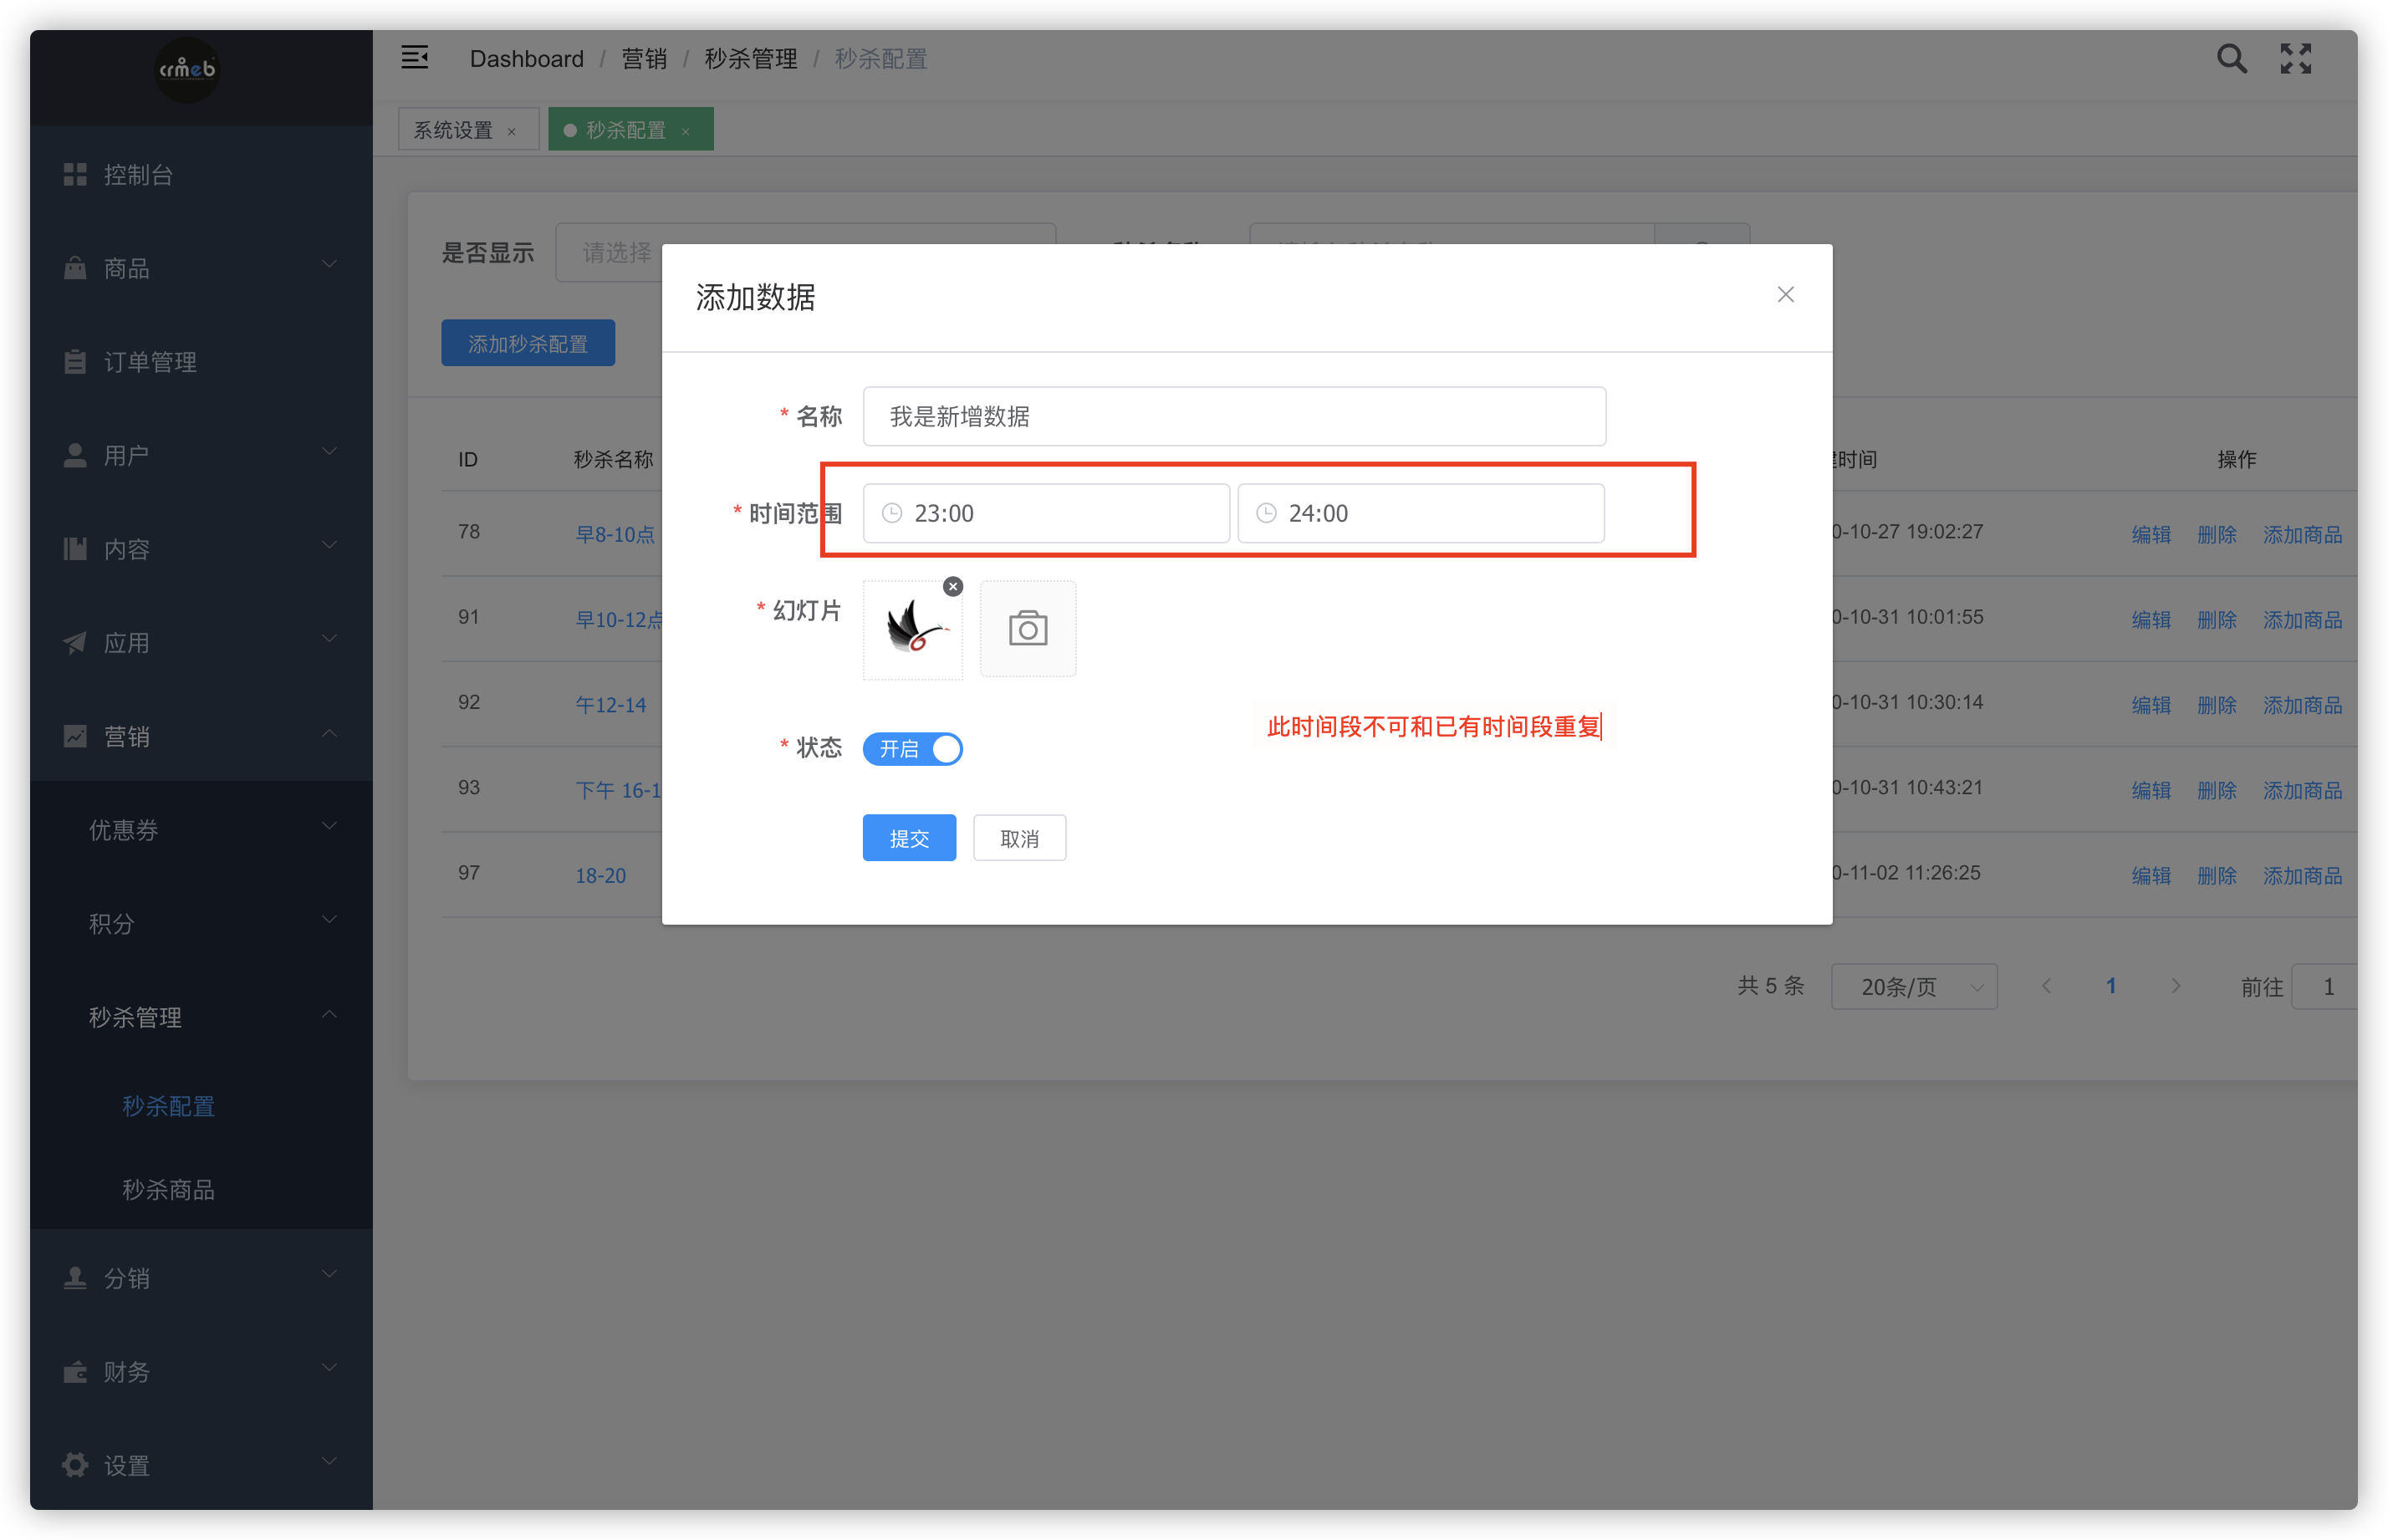 crmeb
Dashboard / 营销 / 秒杀管理 / 秒杀配置
系统设置 ×
秒杀配置 ×
控制台
商品
订单管理
用户
内容
应用
营销
优惠券
积分
秒杀管理
秒杀配置
秒杀商品
分销
财务
设置
是否显示 请选择
添加秒杀配置
添加数据
* 名称 我是新增数据
* 时间范围 23:00 24:00
* 幻灯片
此时间段不可和已有时间段重复
* 状态 开启
提交 取消
ID 秒杀名称 时间 操作
78 早8-10点 0-10-27 19:02:27 编辑 删除 添加商品
91 早10-12点 0-10-31 10:01:55 编辑 删除 添加商品
92 午12-14 0-10-31 10:30:14 编辑 删除 添加商品
93 下午 16-1 0-10-31 10:43:21 编辑 删除 添加商品
97 18-20 0-11-02 11:26:25 编辑 删除 添加商品
共 5 条 20条/页 1 前往 1